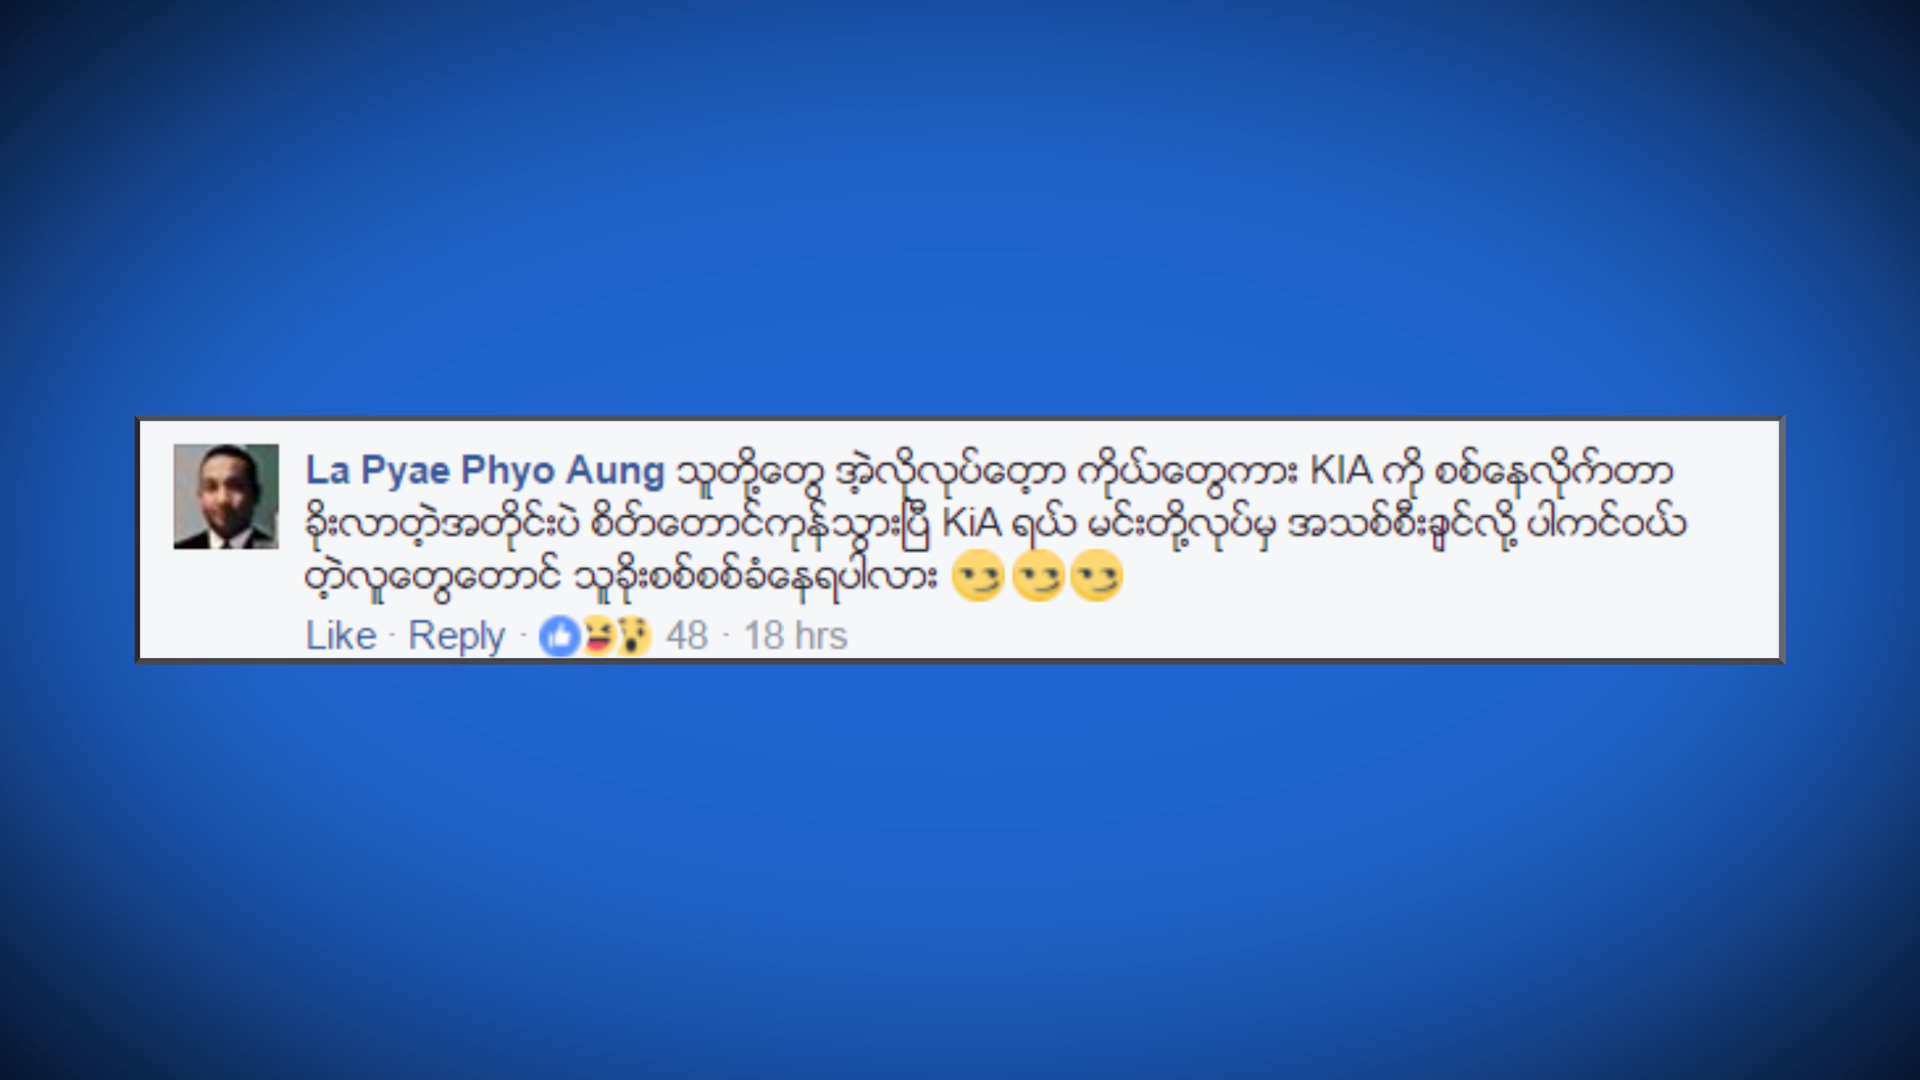 La Pyae Phyo Aung သူတို့တွေ အဲ့လိုလုပ်တော့ ကိုယ်တွေကား KIA ကို စစ်နေလိုက်တာ
ခိုးလာတဲ့အတိုင်းပဲ စိတ်တောင်ကုန်သွားပြီ KiA ရယ် မင်းတို့လုပ်မှ အသစ်စီးချင်လို့ ပါကင်ဝယ်
တဲ့လူတွေတောင် သူခိုးစစ်စစ်ခံနေရပါလား 😏😏😏
Like · Reply · 48 · 18 hrs